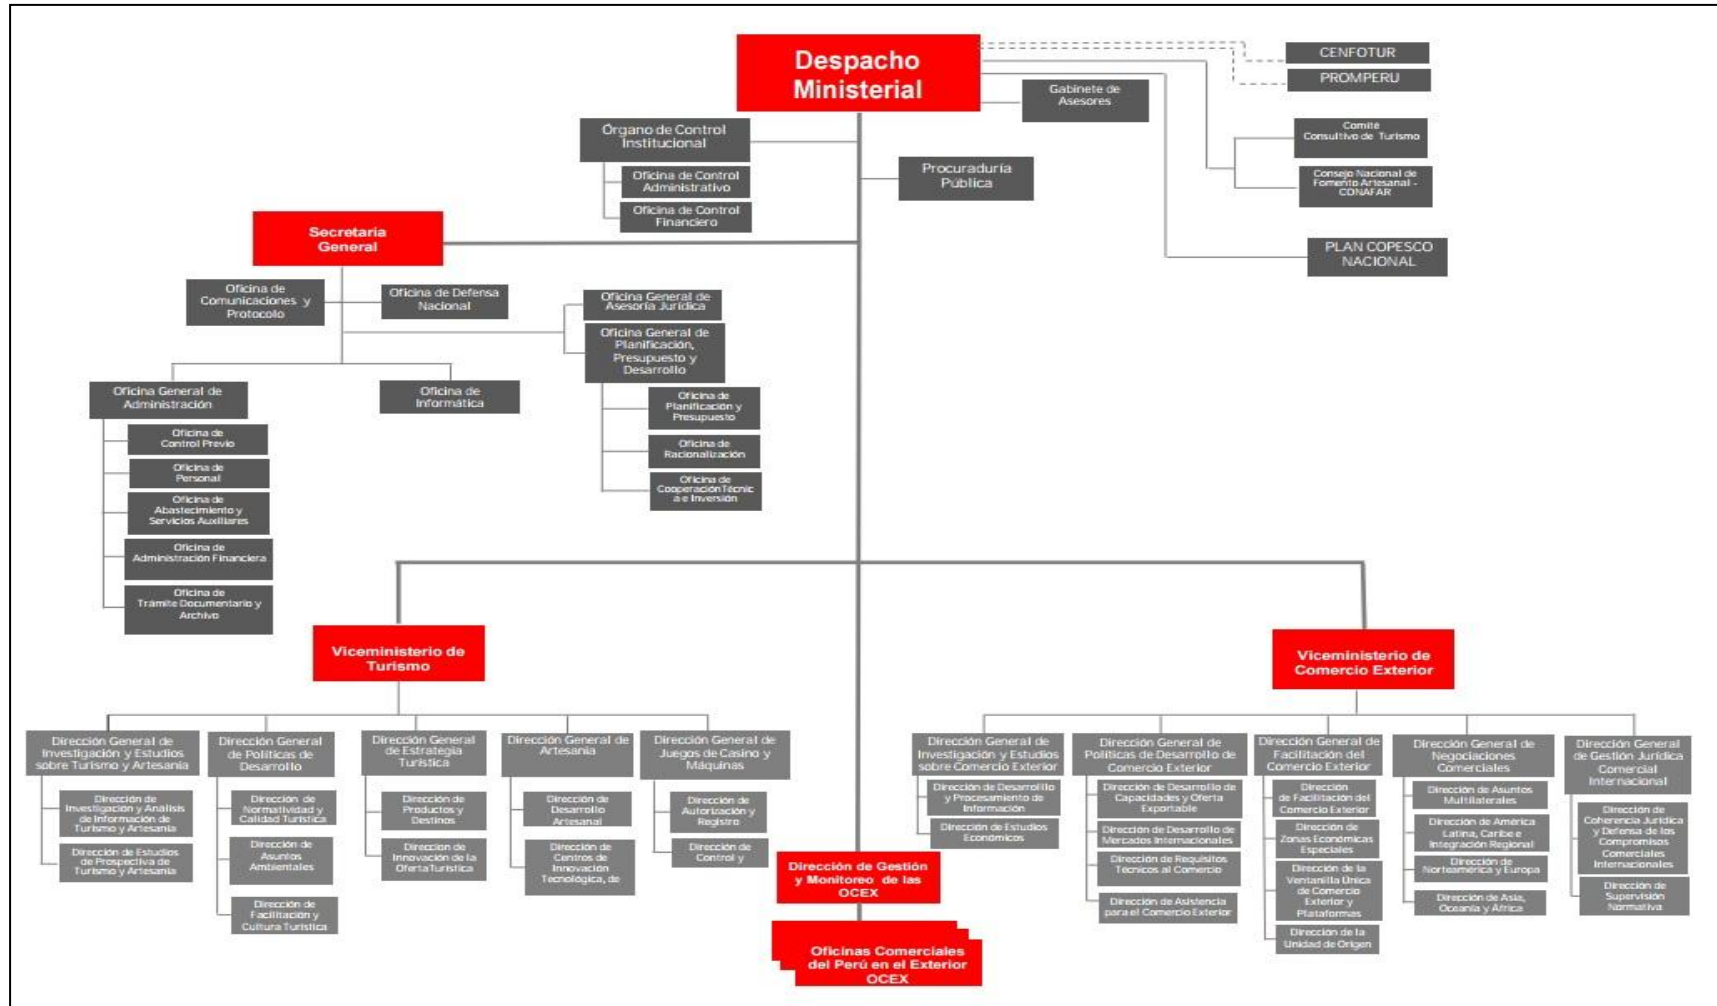 Despacho
Ministerial
CENFOTUR
PROMPERU
Gabinete de
Asesores
Comité
Consultivo de Turismo
Consejo Nacional de
Fomento Artesanal -
CONAFAR
PLAN COPESCO
NACIONAL
Órgano de Control
Institucional
Oficina de Control
Administrativo
Oficina de Control
Financiero
Procuraduría
Pública
Secretaría
General
Oficina de
Comunicaciones y
Protocolo
Oficina de Defensa
Nacional
Oficina General de
Asesoría Jurídica
Oficina General de
Planificación,
Presupuesto y
Desarrollo
Oficina de
Planificación y
Presupuesto
Oficina de
Racionalización
Oficina de
Cooperación Técnic
a e Inversión
Oficina General de
Administración
Oficina de
Informática
Oficina de
Control Previo
Oficina de
Personal
Oficina de
Abastecimiento y
Servicios Auxiliares
Oficina de
Administración Financiera
Oficina de
Trámite Documentario y
Archivo
Viceministerio de
Turismo
Dirección General de
Investigación y Estudios
sobre Turismo y Artesanía
Dirección de
Investigación y Análisis
de Información de
Turismo y Artesanía
Dirección de Estudios
de Prospectiva de
Turismo y Artesanía
Dirección General
de Políticas de
Desarrollo
Dirección de
Normatividad y
Calidad Turística
Dirección de
Asuntos
Ambientales
Dirección de
Facilitación y
Cultura Turística
Dirección General
de Estrategia
Turística
Dirección de
Productos y
Destinos
Direccion de
Innovación de la
Oferta Turística
Dirección General de
Artesanía
Dirección de
Desarrollo
Artesanal
Dirección de
Centros de
Innovación
Tecnológica, de
Dirección General de
Juegos de Casino y
Máquinas
Dirección de
Autorización y
Registro
Dirección de
Control y
Dirección de Gestión
y Monitoreo de las
OCEX
Oficinas Comerciales
del Perú en el Exterior
OCEX
Viceministerio de
Comercio Exterior
Dirección General de
Investigación y Estudios
sobre Comercio Exterior
Dirección de Desarrollo
y Procesamiento de
Información
Dirección de Estudios
Económicos
Dirección General de
Políticas de Desarrollo de
Comercio Exterior
Dirección de Desarrollo de
Capacidades y Oferta
Exportable
Dirección de Desarrollo de
Mercados Internacionales
Dirección de Requisitos
Técnicos al Comercio
Dirección de Asistencia
para el Comercio Exterior
Dirección General de
Facilitación del
Comercio Exterior
Dirección
de Facilitación del
Comercio Exterior
Dirección de
Zonas Económicas
Especiales
Dirección de la
Ventanilla Única
de Comercio
Exterior y
Plataformas
Dirección de la
Unidad de Origen
Dirección General de
Negociaciones
Comerciales
Dirección de Asuntos
Multilaterales
Dirección de América
Latina, Caribe e
Integración Regional
Dirección de
Norteamérica y Europa
Dirección de Asia,
Oceanía y África
Dirección General
de Gestión Jurídica
Comercial
Internacional
Dirección de
Coherencia Jurídica
y Defensa de los
Compromisos
Comerciales
Internacionales
Dirección de
Supervisión
Normativa